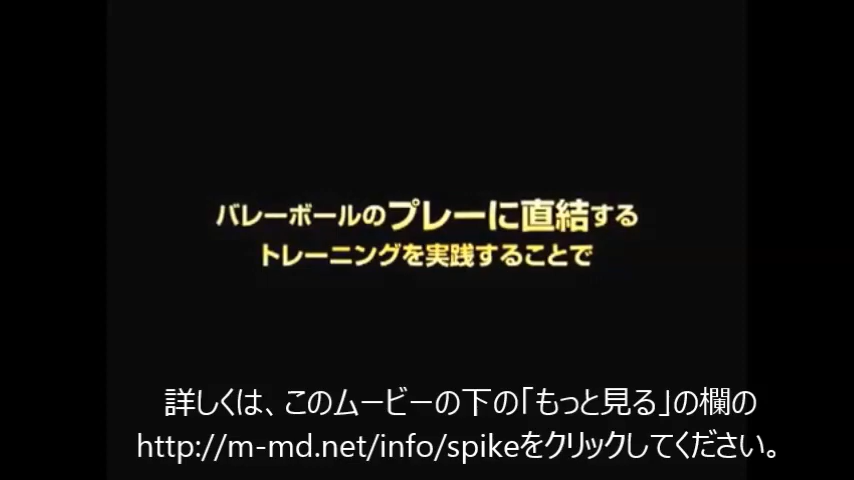 バレーボールのプレーに直結する
トレーニングを実践することで
詳しくは、このムービーの下の「もっと見る」の欄の
http://m-md.net/info/spikeをクリックしてください。